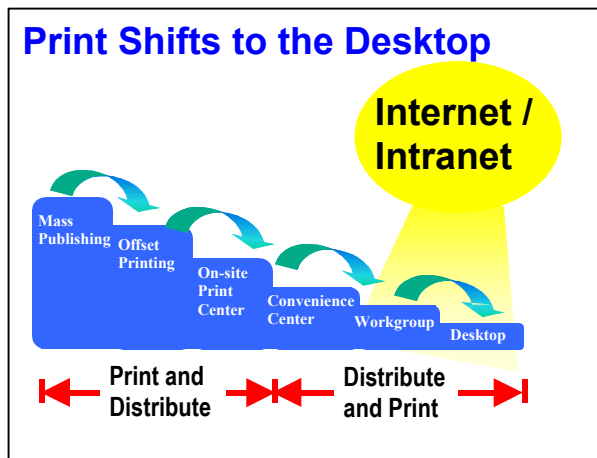 Print Shifts to the Desktop
Internet /
Intranet
Mass
Publishing
Offset
Printing
On-site
Print
Center
Convenience
Center
Workgroup
Desktop
Print and
Distribute
Distribute
and Print